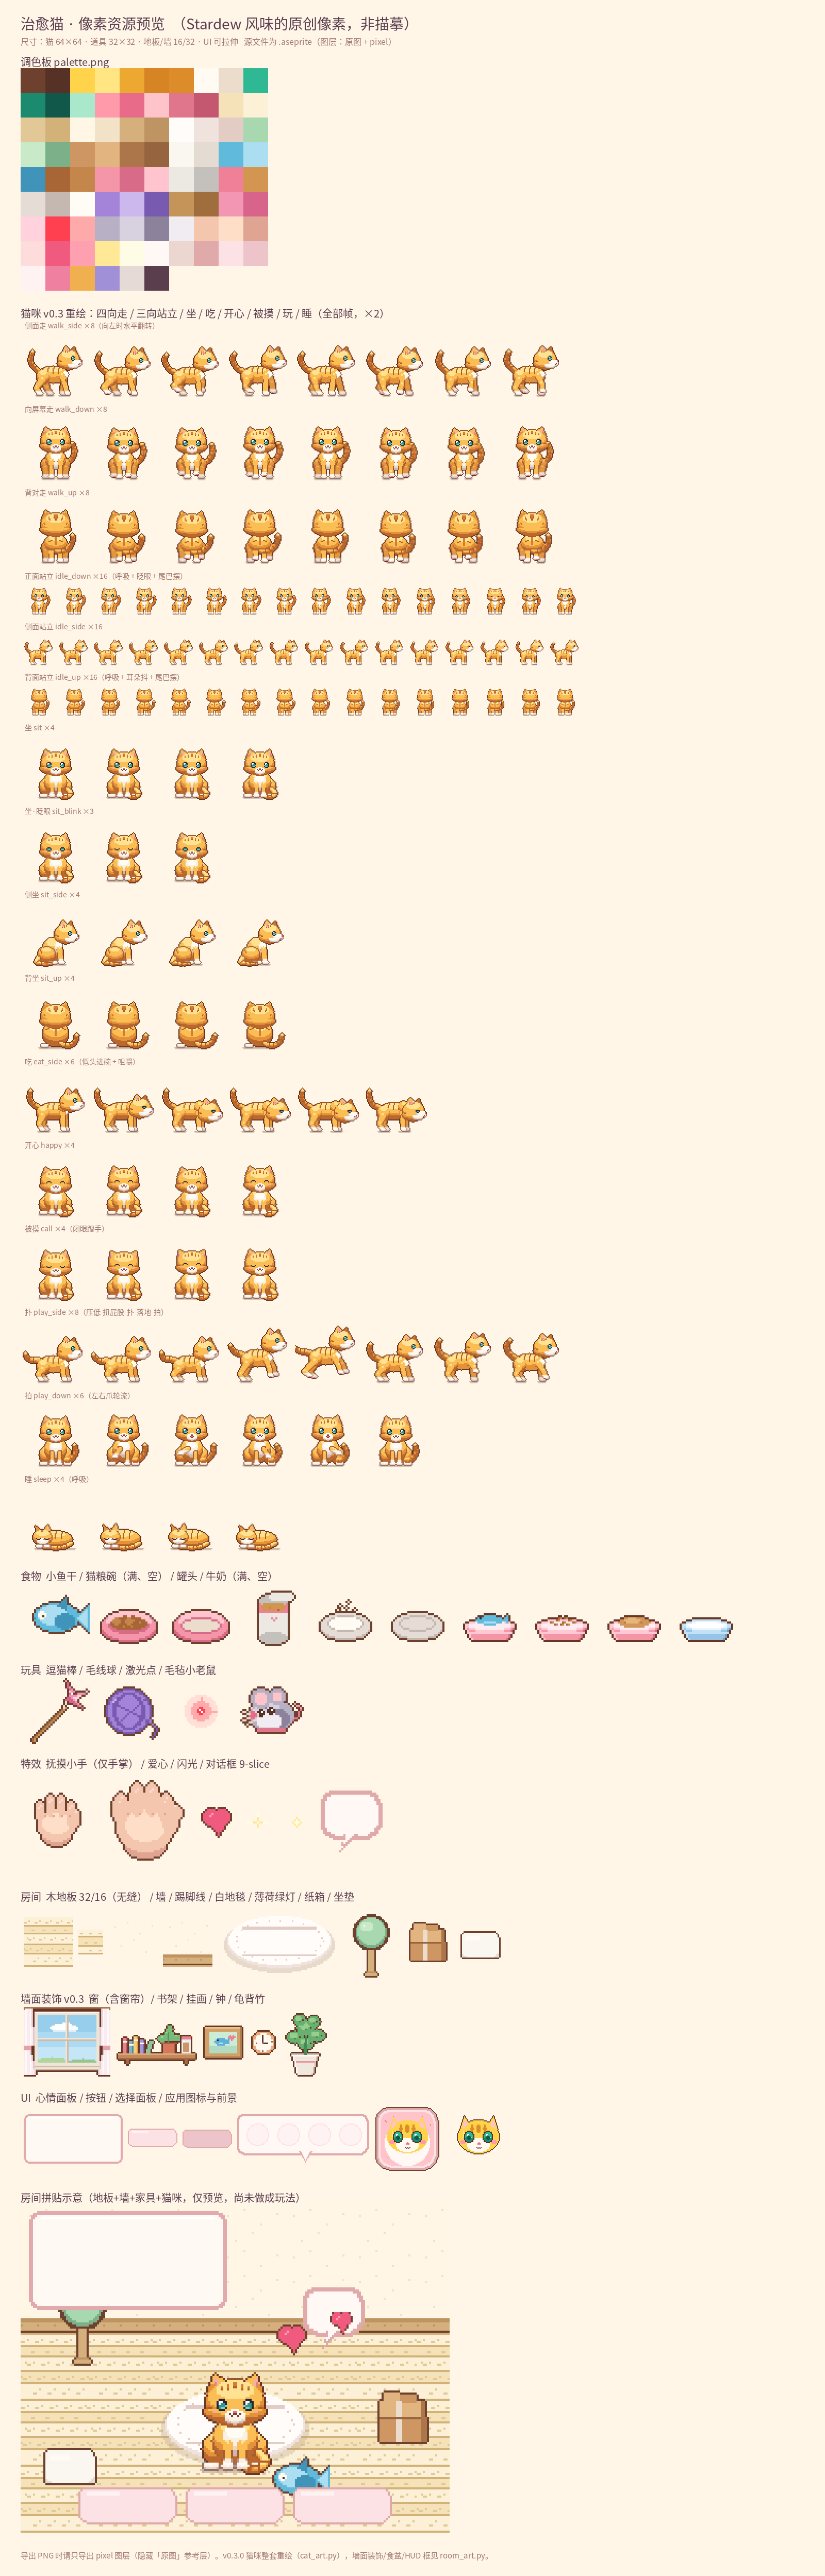 治愈猫 · 像素资源预览 （Stardew 风味的原创像素，非描摹）
尺寸：猫 64×64 · 道具 32×32 · 地板/墙 16/32 · UI 可拉伸  源文件为 .aseprite（图层：原图 + pixel）
调色板 palette.png
猫咪 v0.3 重绘：四向走 / 三向站立 / 坐 / 吃 / 开心 / 被摸 / 玩 / 睡（全部帧，×2）
侧面走 walk_side ×8（向左时水平翻转）
向屏幕走 walk_down ×8
背对走 walk_up ×8
正面站立 idle_down ×16（呼吸 + 眨眼 + 尾巴摆）
侧面站立 idle_side ×16
背面站立 idle_up ×16（呼吸 + 耳朵抖 + 尾巴摆）
坐 sit ×4
坐·眨眼 sit_blink ×3
侧坐 sit_side ×4
背坐 sit_up ×4
吃 eat_side ×6（低头进碗 + 咀嚼）
开心 happy ×4
被摸 call ×4（闭眼蹭手）
扑 play_side ×8（压低-扭屁股-扑-落地-拍）
拍 play_down ×6（左右爪轮流）
睡 sleep ×4（呼吸）
食物  小鱼干 / 猫粮碗（满、空） / 罐头 / 牛奶（满、空）
玩具  逗猫棒 / 毛线球 / 激光点 / 毛毡小老鼠
特效  抚摸小手（仅手掌） / 爱心 / 闪光 / 对话框 9-slice
房间  木地板 32/16（无缝） / 墙 / 踢脚线 / 白地毯 / 薄荷绿灯 / 纸箱 / 坐垫
墙面装饰 v0.3  窗（含窗帘）/ 书架 / 挂画 / 钟 / 龟背竹
UI  心情面板 / 按钮 / 选择面板 / 应用图标与前景
房间拼贴示意（地板+墙+家具+猫咪，仅预览，尚未做成玩法）
导出 PNG 时请只导出 pixel 图层（隐藏「原图」参考层）。v0.3.0 猫咪整套重绘（cat_art.py），墙面装饰/食盆/HUD 框见 room_art.py。